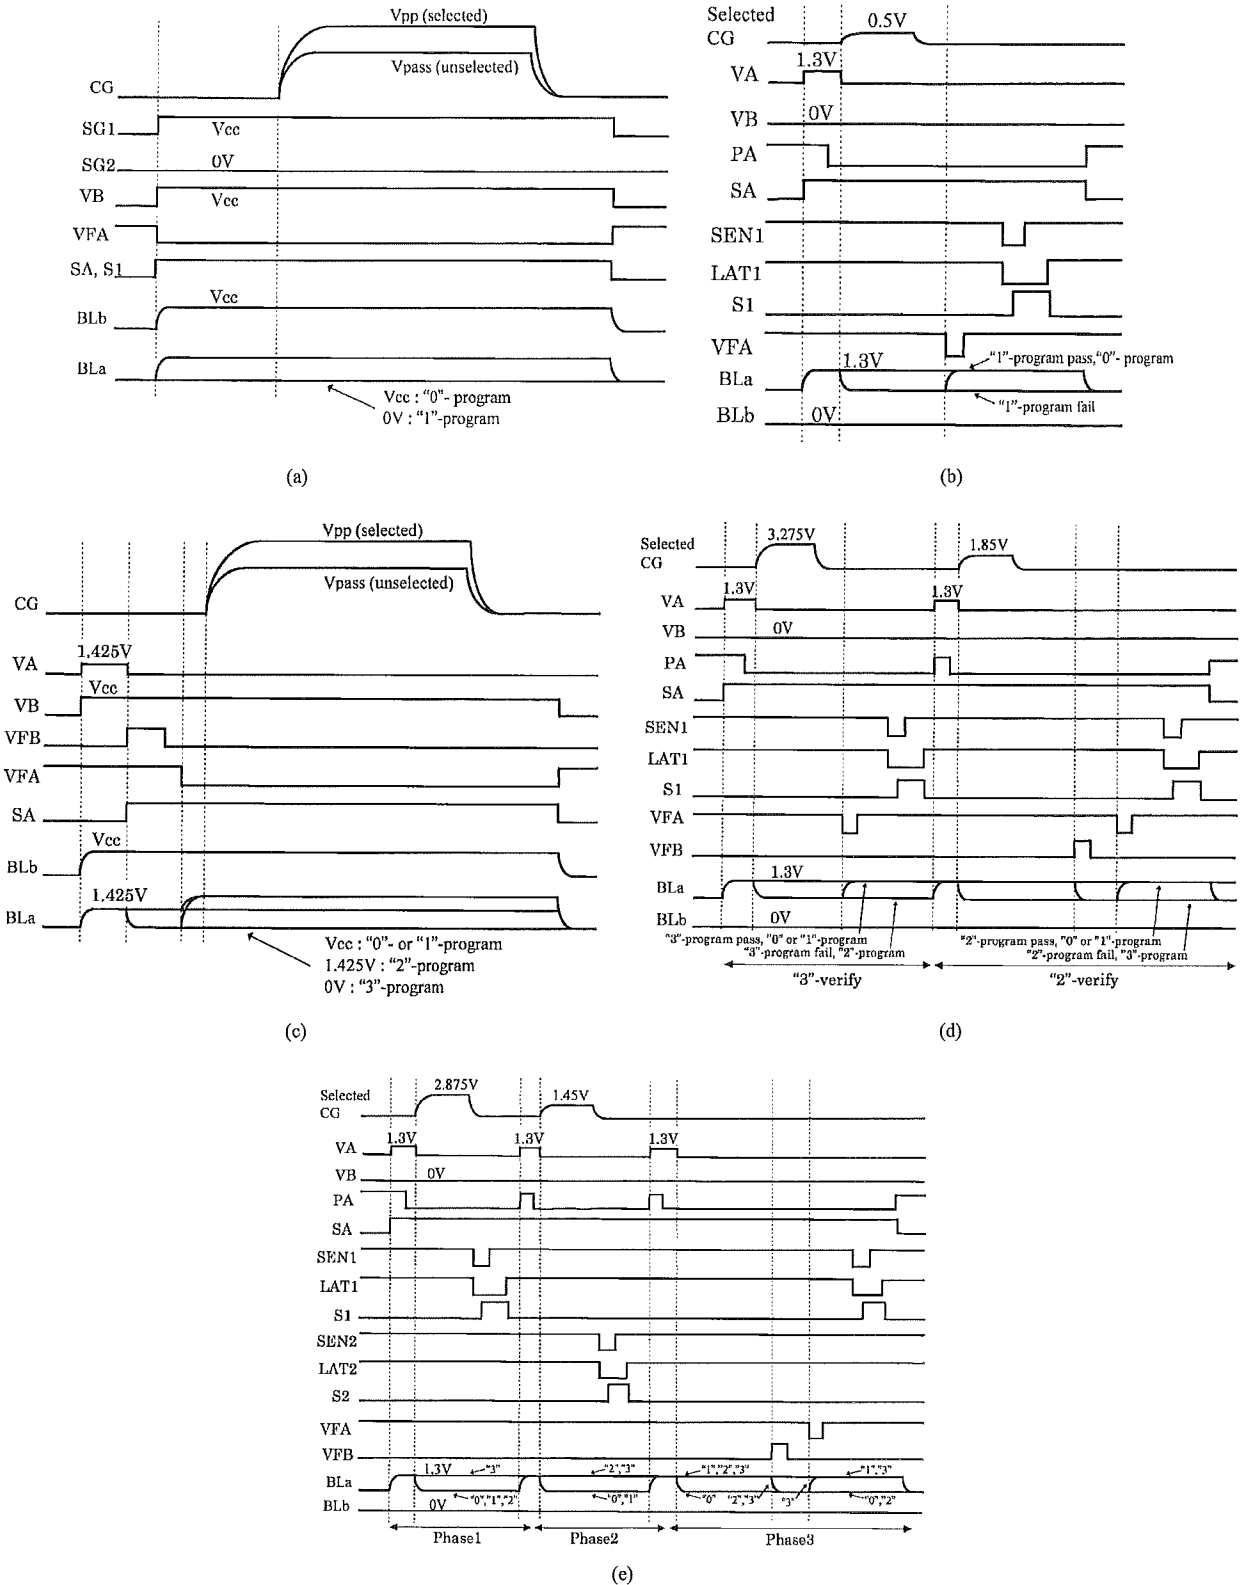 Vpp (selected)
Vpass (unselected)
CG
SG1
Vcc
SG2
0V
VB
Vcc
VFA
SA, S1
Vcc
BLb
BLa
Vcc : "0"- program
0V : "1"-program
(a)
Selected
CG
0.5V
VA
1.3V
VB
0V
PA
SA
SEN1
LAT1
S1
VFA
"1"-program pass,"0"- program
BLa
1.3V
"1"-program fail
BLb
0V
(b)
Vpp (selected)
Vpass (unselected)
CG
VA
1,425V
VB
Vcc
VFB
VFA
SA
BLb
Vcc
BLa
1,425V
Vcc : "0"- or "1"-program
1.425V : "2"-program
0V : "3"-program
(c)
Selected
CG
3,275V
1.85V
VA
1.3V
1.3V
VB
0V
PA
SA
SEN1
LAT1
S1
VFA
VFB
BLa
1.3V
BLb
0V
"3"-program pass, "0" or "1"-program
"3"-program fail, "2"-program
"2"-program pass, "0" or "1"-program
"2"-program fail, "3"-program
"3"-verify
"2"-verify
(d)
Selected
CG
2.875V
1.45V
VA
1.3V
1.3V
1.3V
VB
0V
PA
SA
SEN1
LAT1
S1
SEN2
LAT2
S2
VFA
VFB
BLa
1,3V
"3"
"2","3"
"1","2","3"
"1","3"
"0","1","2"
"0","1"
"0"
"2","3"
"3"
"0","2"
BLb
0V
Phase1
Phase2
Phase3
(e)